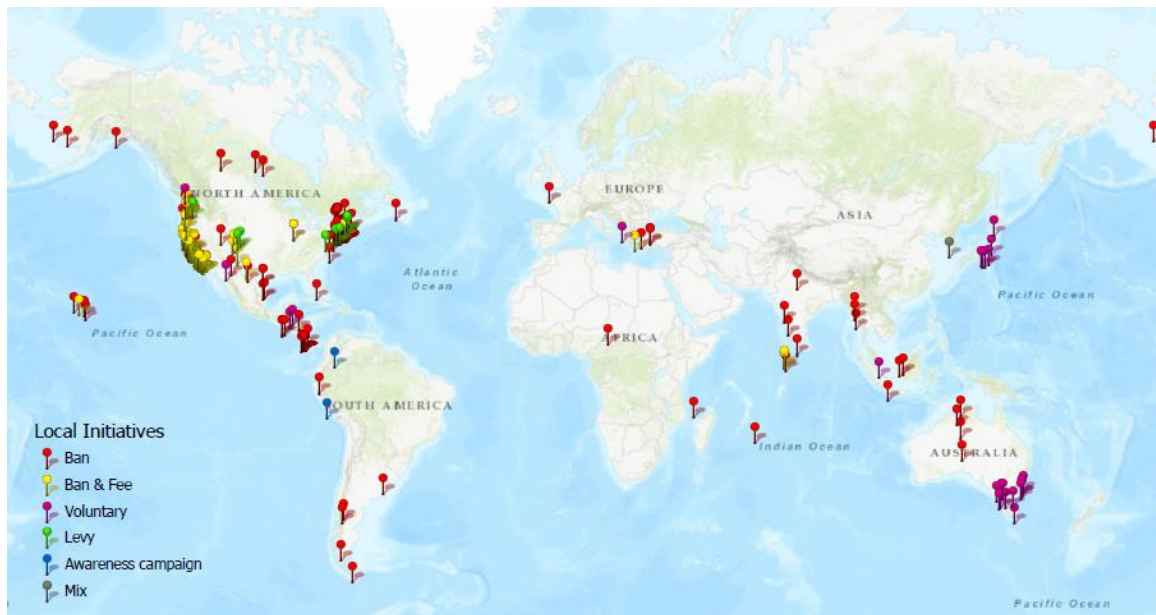 NORTH AMERICA
EUROPE
ASIA
Atlantic
Ocean
Pacific Ocean
Pacific Ocean
AFRICA
SOUTH AMERICA
Indian Ocean
AUSTRALIA
Local Initiatives
Ban
Ban & Fee
Voluntary
Levy
Awareness campaign
Mix
Pacific Ocean